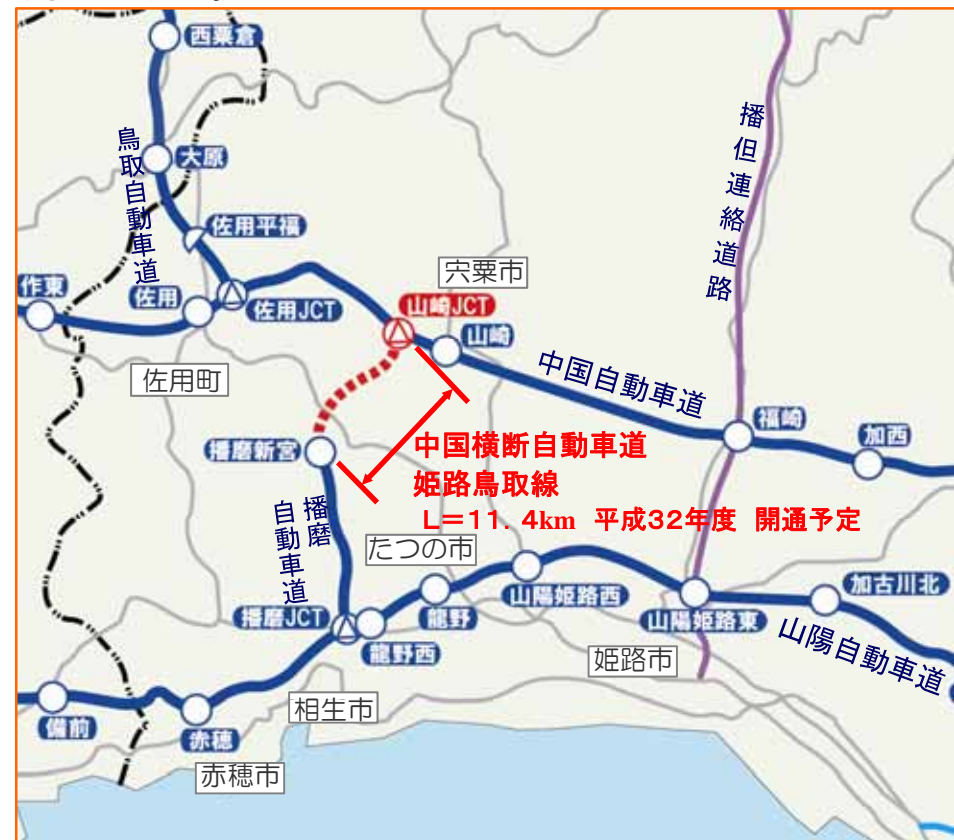 西粟倉
大原
鳥取自動車道
佐用平福
播但連絡道路
宍粟市
作東
佐用
佐用JCT
山崎JCT
山崎
佐用町
中国自動車道
福崎
加西
播磨新宮
中国横断自動車道
姫路鳥取線
L=11.4km 平成32年度 開通予定
播磨
自動車道
たつの市
播磨JCT
龍野西
龍野
山陽姫路西
山陽姫路東
加古川北
山陽自動車道
姫路市
備前
赤穂
相生市
赤穂市